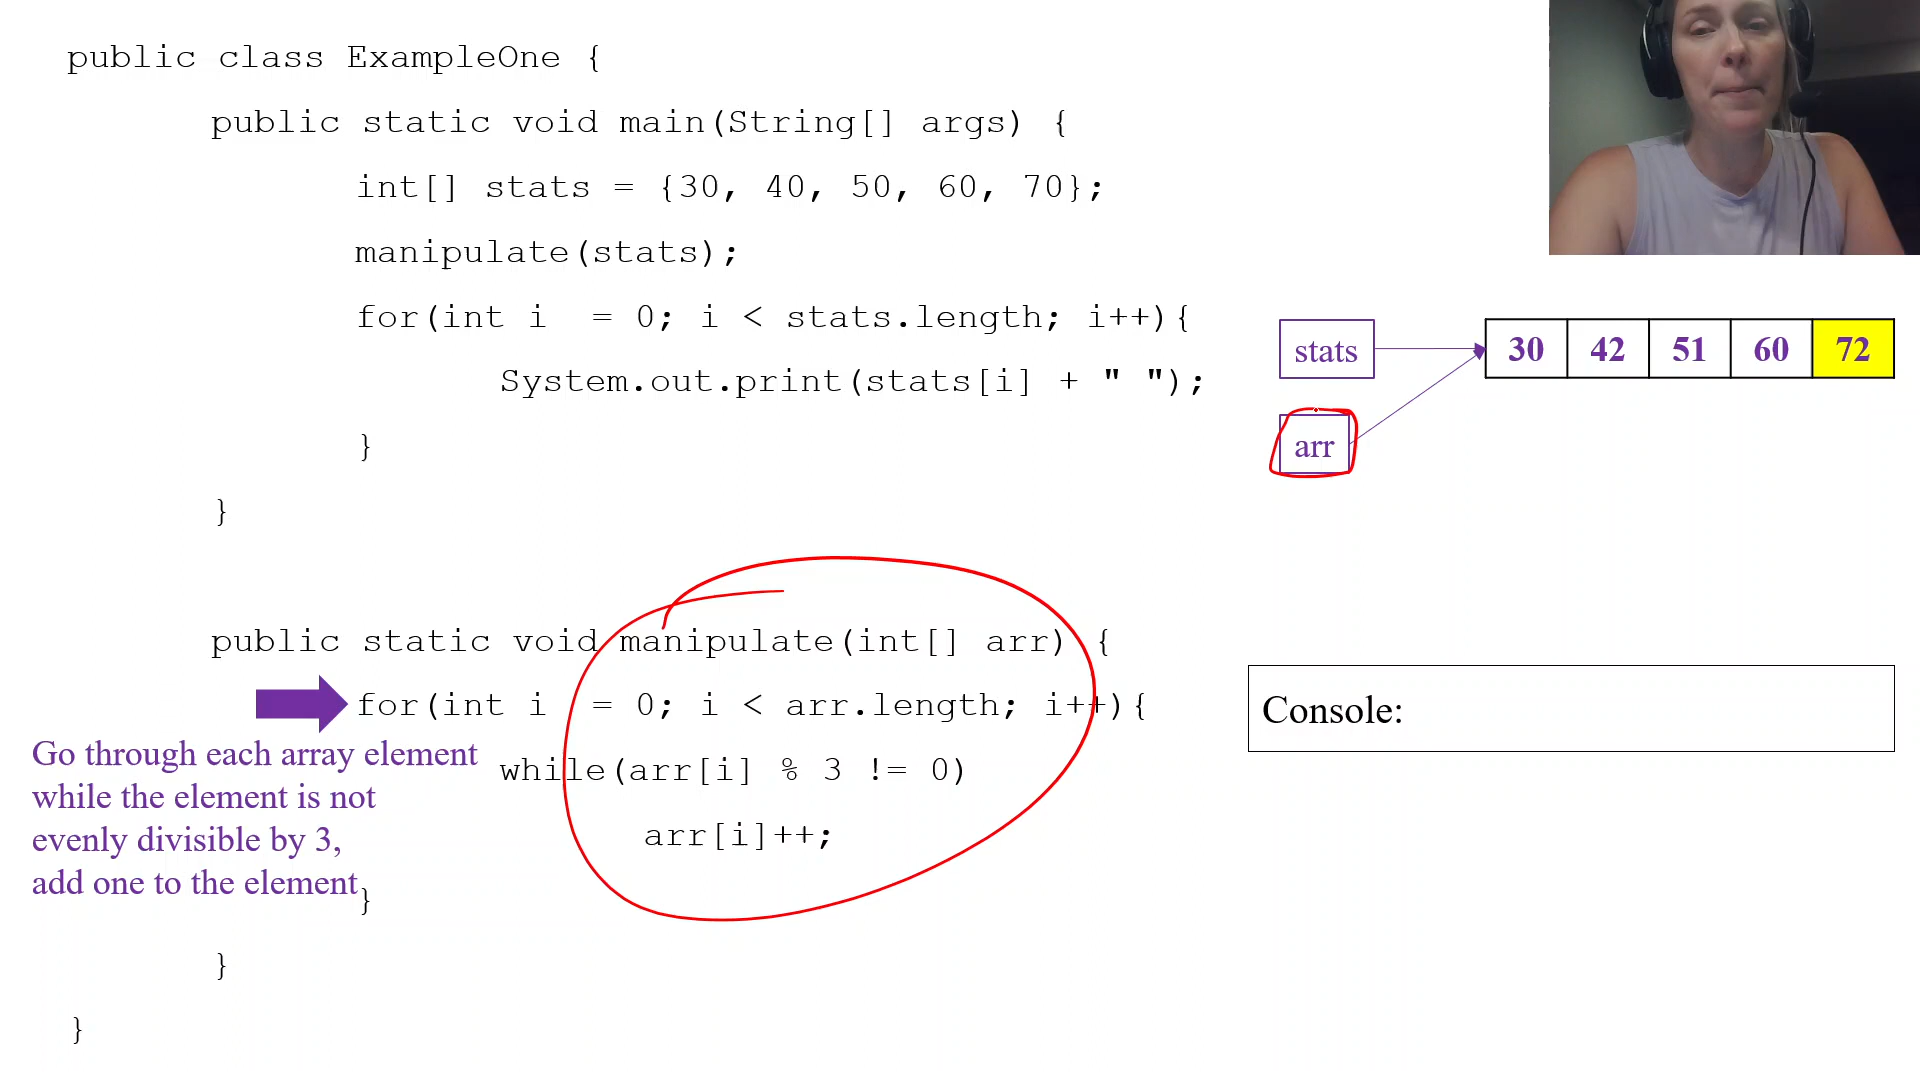 public class ExampleOne {
public static void main(String[] args) {
int[] stats = {30, 40, 50, 60, 70};
manipulate(stats);
for(int i  = 0; i < stats.length; i++){
System.out.print(stats[i] + " ");
}
}
public static void manipulate(int[] arr) {
for(int i  = 0; i < arr.length; i++){
while(arr[i] % 3 != 0)
arr[i]++;
}
}
}
Go through each array element
while the element is not
evenly divisible by 3,
add one to the element
stats
30 42 51 60 72
arr
Console: